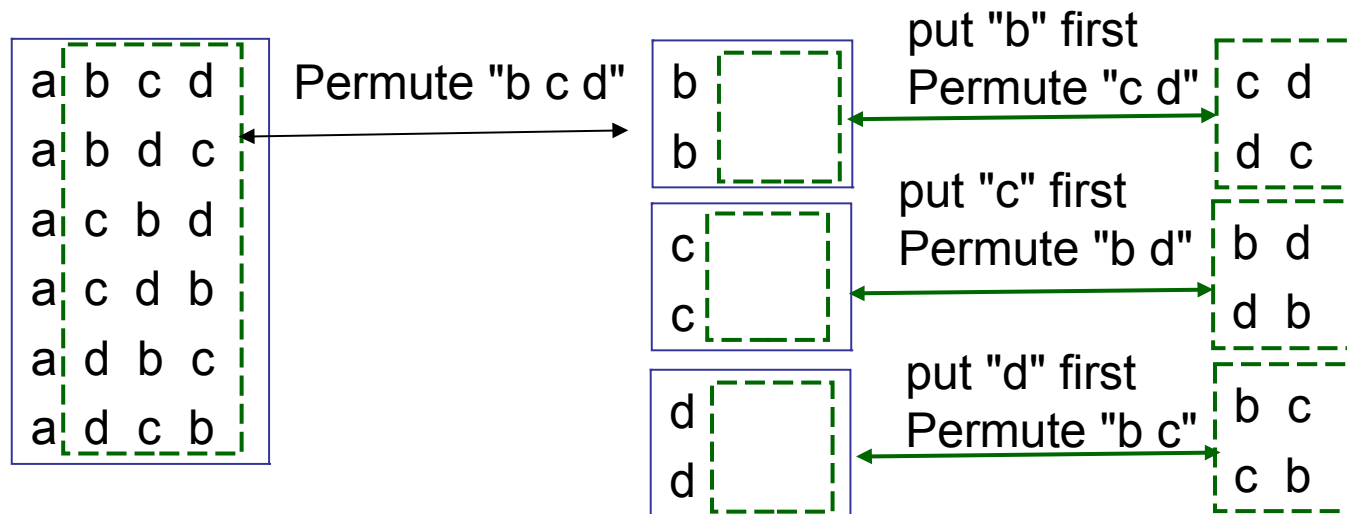 a b c d
a b d c
a c b d
a c d b
a d b c
a d c b
Permute "b c d"
b
b
put "b" first
Permute "c d"
c d
d c
c
c
put "c" first
Permute "b d"
b d
d b
d
d
put "d" first
Permute "b c"
b c
c b